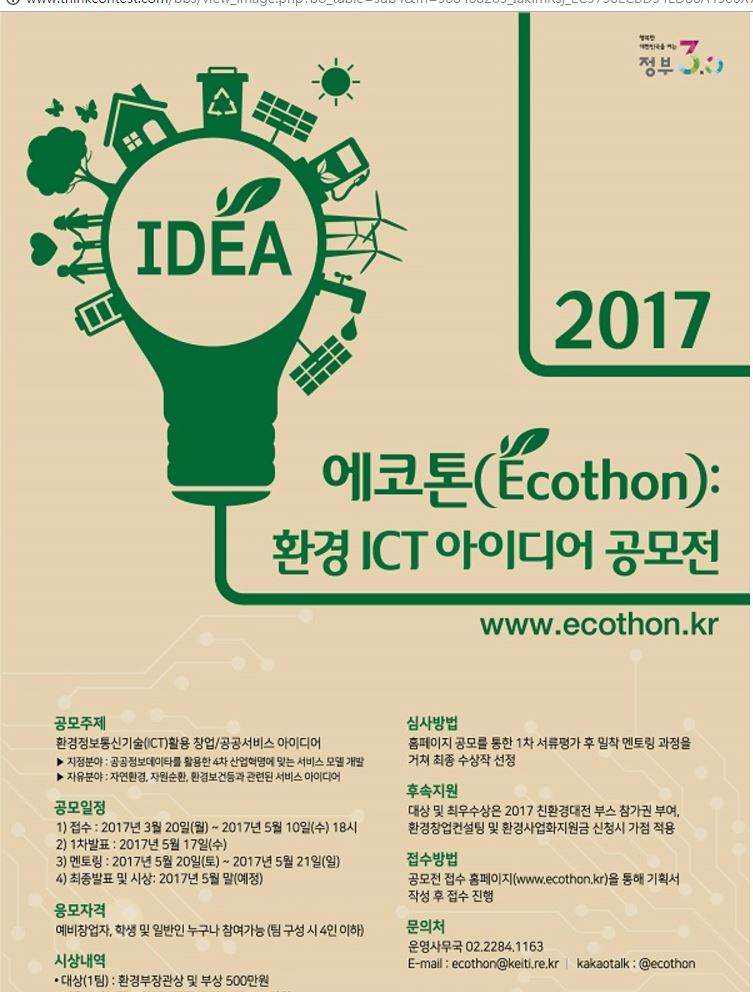 행복한
대한민국을 여는
정부 3.0
IDEA
2017
에코톤(Ecothon):
환경 ICT 아이디어 공모전
www.ecothon.kr
공모주제
환경정보통신기술(ICT)활용 창업/공공서비스 아이디어
▶ 지정분야 : 공공정보데이타를 활용한 4차 산업혁명에 맞는 서비스 모델 개발
▶ 자유분야 : 자연환경, 자원순환, 환경보건등과 관련된 서비스 아이디어
공모일정
1) 접수 : 2017년 3월 20일(월) ~ 2017년 5월 10일(수) 18시
2) 1차발표 : 2017년 5월 17일(수)
3) 멘토링 : 2017년 5월 20일(토) ~ 2017년 5월 21일(일)
4) 최종발표 및 시상: 2017년 5월 말(예정)
응모자격
예비창업자, 학생 및 일반인 누구나 참여가능 (팀 구성 시 4인 이하)
시상내역
• 대상(1팀) : 환경부장관상 및 부상 500만원
심사방법
홈페이지 공모를 통한 1차 서류평가 후 밀착 멘토링 과정을
거쳐 최종 수상작 선정
후속지원
대상 및 최우수상은 2017 친환경대전 부스 참가권 부여,
환경창업컨설팅 및 환경사업화지원금 신청시 가점 적용
접수방법
공모전 접수 홈페이지(www.ecothon.kr)을 통해 기획서
작성 후 접수 진행
문의처
운영사무국 02.2284.1163
E-mail : ecothon@keiti.re.kr | kakaotalk : @ecothon